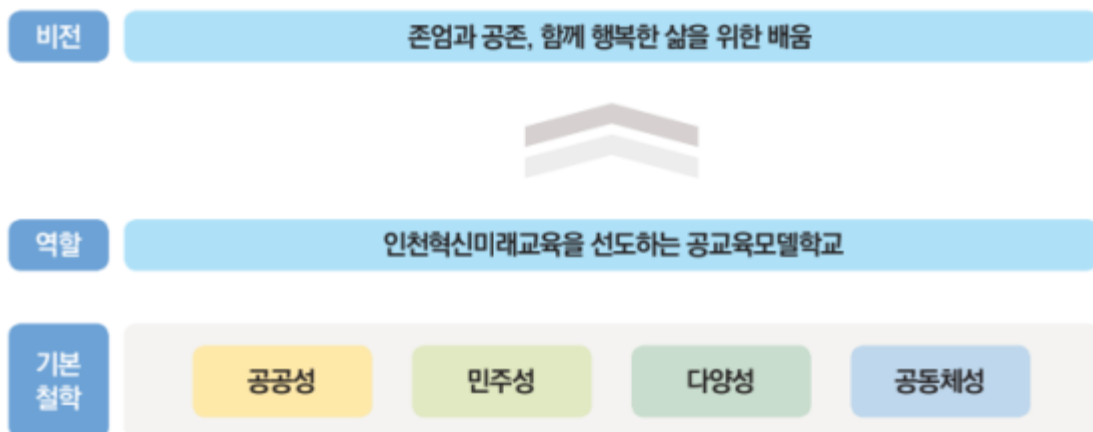 비전
존엄과 공존, 함께 행복한 삶을 위한 배움
역할
인천혁신미래교육을 선도하는 공교육모델학교
기본
철학
공공성
민주성
다양성
공동체성